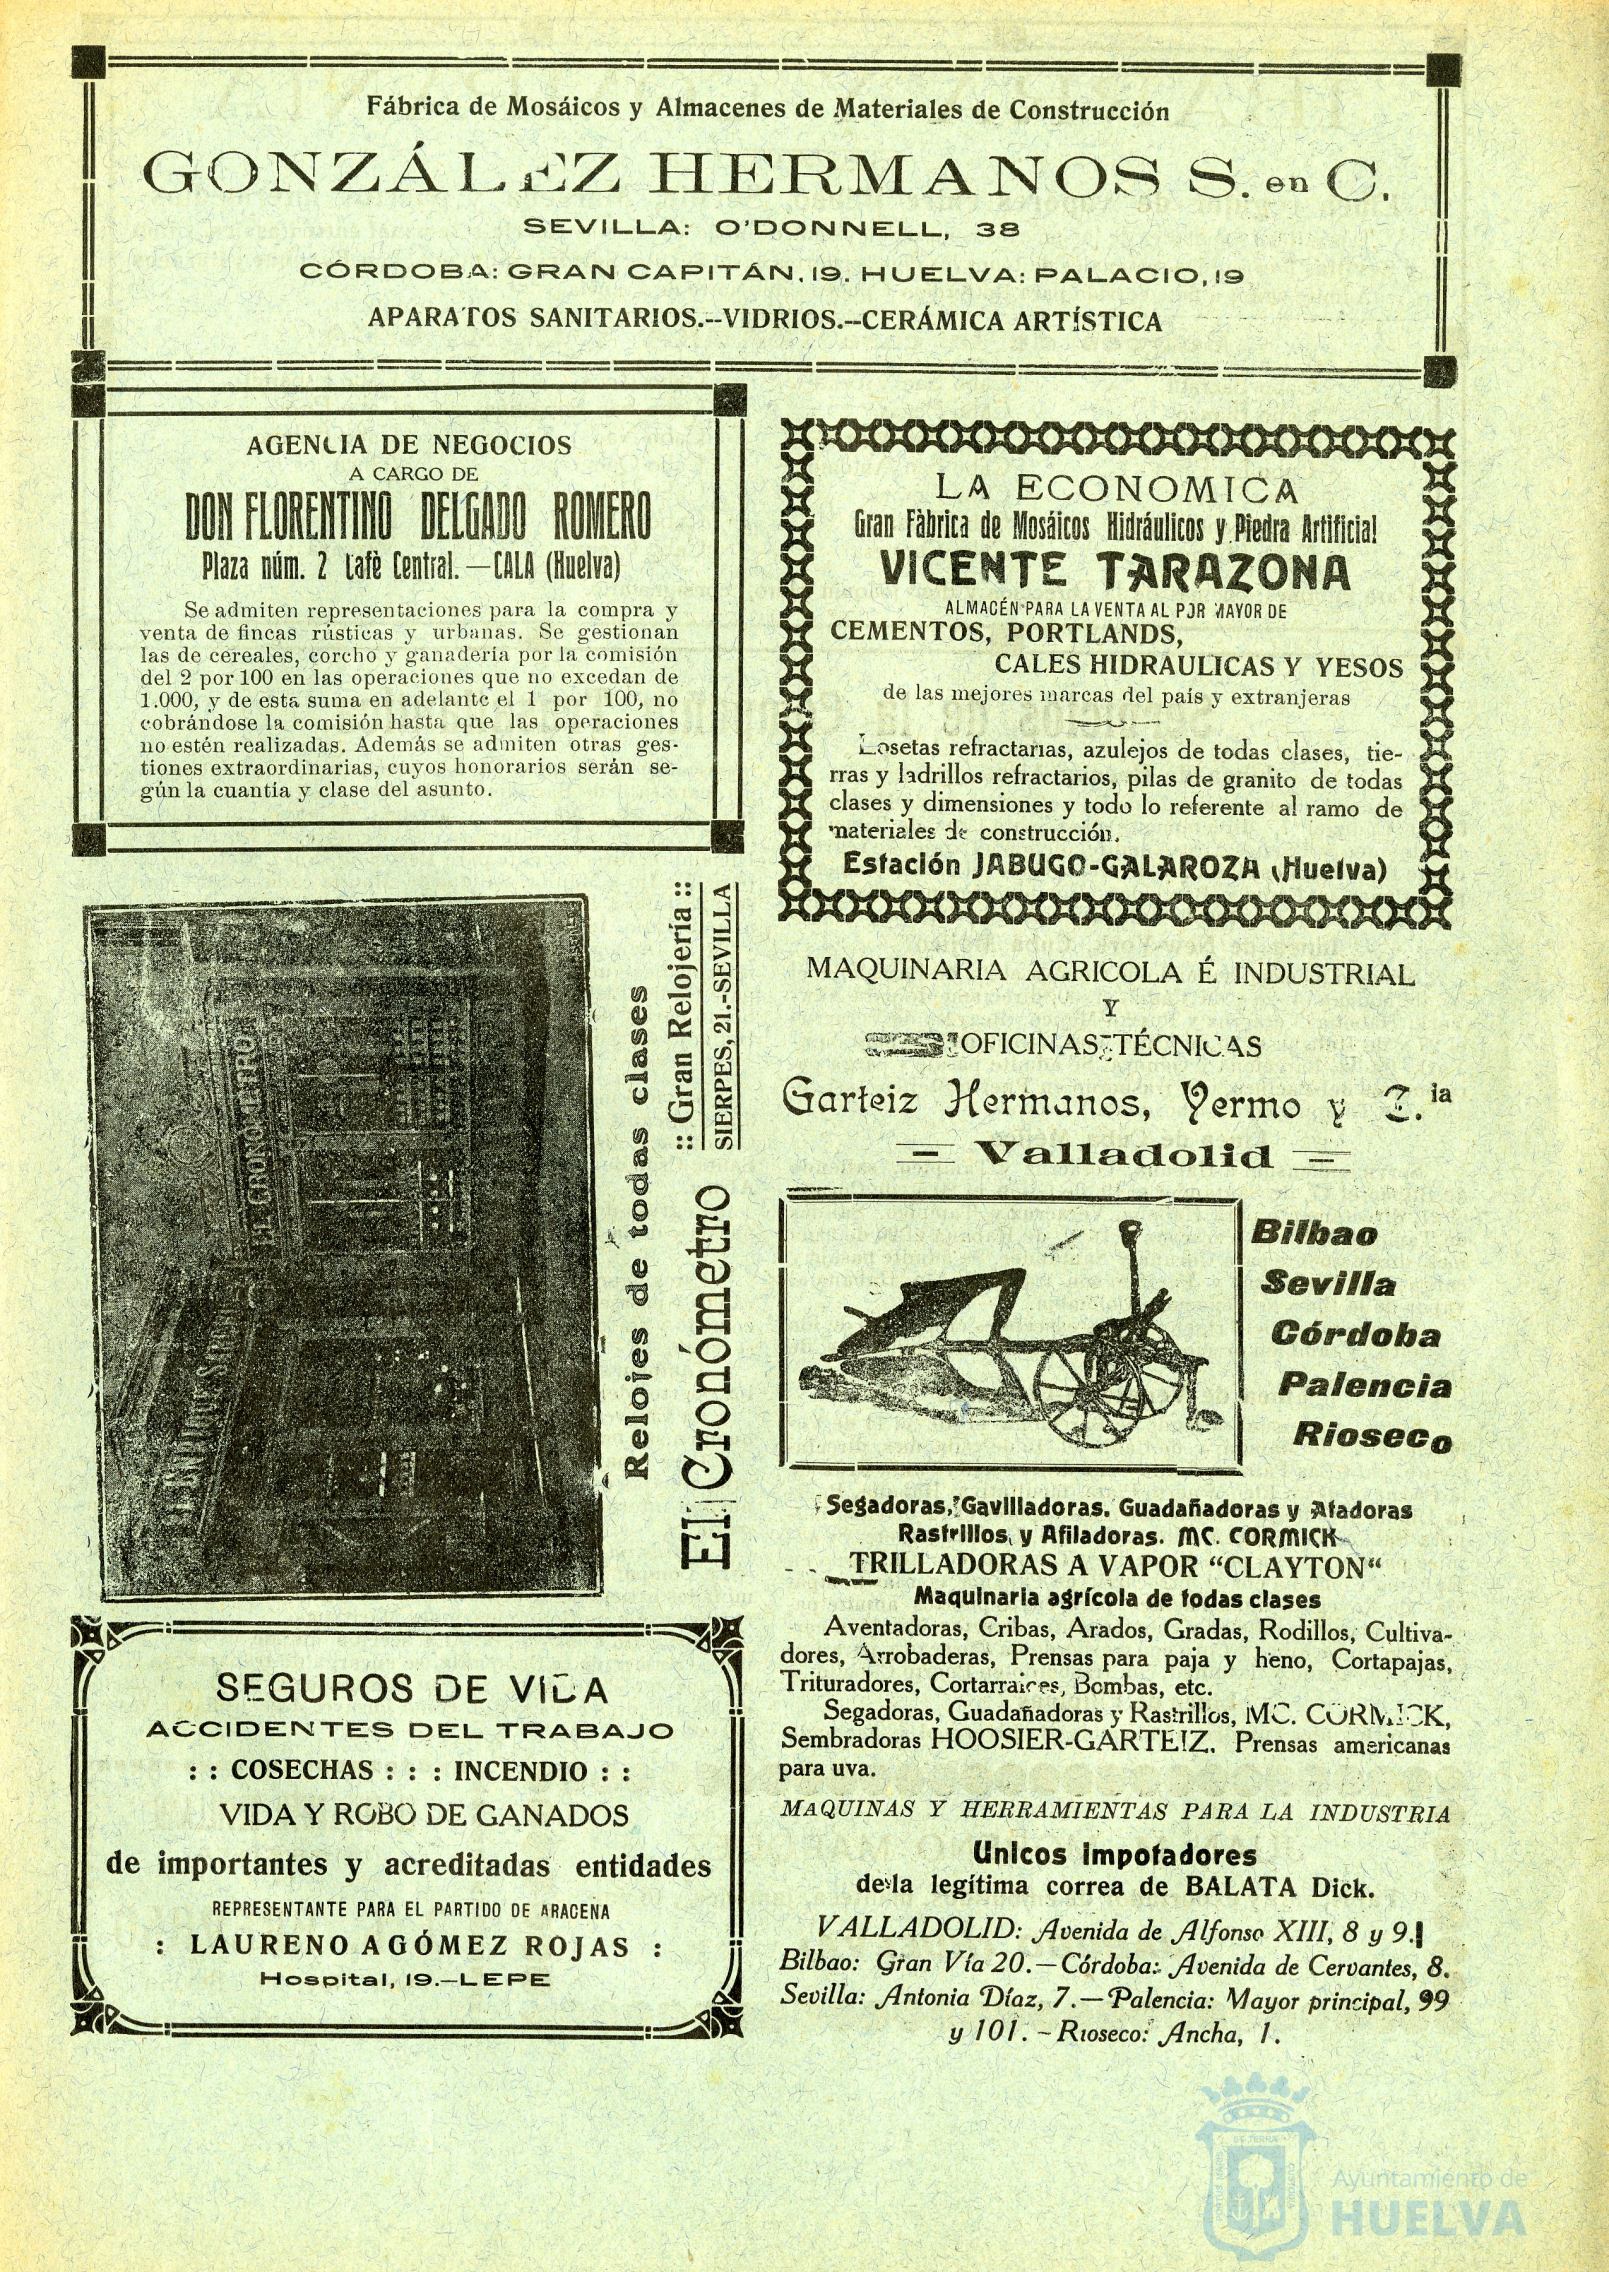 Fábrica de Mosáicos y Almacenes de Materiales de Construcción
GONZÁLEZ HERMANOS S. en C.
SEVILLA: O'DONNELL, 38
CÓRDOBA: GRAN CAPITÁN, 19. HUELVA: PALACIO, 19
APARATOS SANITARIOS.--VIDRIOS.--CERÁMICA ARTÍSTICA
AGENCIA DE NEGOCIOS
A CARGO DE
DON FLORENTINO DELGADO ROMERO
Plaza núm. 2 Cafè Central.—CALA (Huelva)
Se admiten representaciones para la compra y
venta de fincas rústicas y urbanas. Se gestionan
las de cereales, corcho y ganadería por la comisión
del 2 por 100 en las operaciones que no excedan de
1.000, y de esta suma en adelante el 1 por 100, no
cobrándose la comisión hasta que las operaciones
no estén realizadas. Además se admiten otras ges-
tiones extraordinarias, cuyos honorarios serán se-
gún la cuantía y clase del asunto.
LA ECONOMICA
Gran Fàbrica de Mosáicos Hidráulicos y Piedra Artificial
VICENTE TARAZONA
ALMACÉN PARA LA VENTA AL POR MAYOR DE
CEMENTOS, PORTLANDS,
CALES HIDRAULICAS Y YESOS
de las mejores marcas del país y extranjeras
Losetas refractarias, azulejos de todas clases, tie-
rras y ladrillos refractarios, pilas de granito de todas
clases y dimensiones y todo lo referente al ramo de
materiales de construcción.
Estación JABUGO-GALAROZA (Huelva)
EL CRONOMETRO
Relojes de todas clases
:: Gran Relojería ::
SIERPES, 21.-SEVILLA
El Cronómetro
SEGUROS DE VIDA
ACCIDENTES DEL TRABAJO
: : COSECHAS : : : INCENDIO : :
VIDA Y ROBO DE GANADOS
de importantes y acreditadas entidades
REPRESENTANTE PARA EL PARTIDO DE ARACENA
: LAURENO AGÓMEZ ROJAS :
Hospital, 19.—LEPE
MAQUINARIA AGRICOLA É INDUSTRIAL
Y
OFICINAS TÉCNICAS
Garteiz Hermanos, Yermo y C.ia
Valladolid
Bilbao
Sevilla
Córdoba
Palencia
Rioseco
Segadoras, Gavilladoras. Guadañadoras y Atadoras
Rastrillos y Afiladoras. MC. CORMICK
TRILLADORAS A VAPOR “CLAYTON“
Maquinaria agrícola de todas clases
Aventadoras, Cribas, Arados, Gradas, Rodillos, Cultiva-
dores, Arrobaderas, Prensas para paja y heno, Cortapajas,
Trituradores, Cortarraices, Bombas, etc.
Segadoras, Guadañadoras y Rastrillos, MC. CORMICK,
Sembradoras HOOSIER-GARTEIZ. Prensas americanas
para uva.
MAQUINAS Y HERRAMIENTAS PARA LA INDUSTRIA
Unicos impotadores
de la legítima correa de BALATA Dick.
VALLADOLID: Avenida de Alfonso XIII, 8 y 9.
Bilbao: Gran Vía 20.—Córdoba: Avenida de Cervantes, 8.
Sevilla: Antonia Díaz, 7.—Palencia: Mayor principal, 99
y 101.—Rioseco: Ancha, 1.
Ayuntamiento de
HUELVA